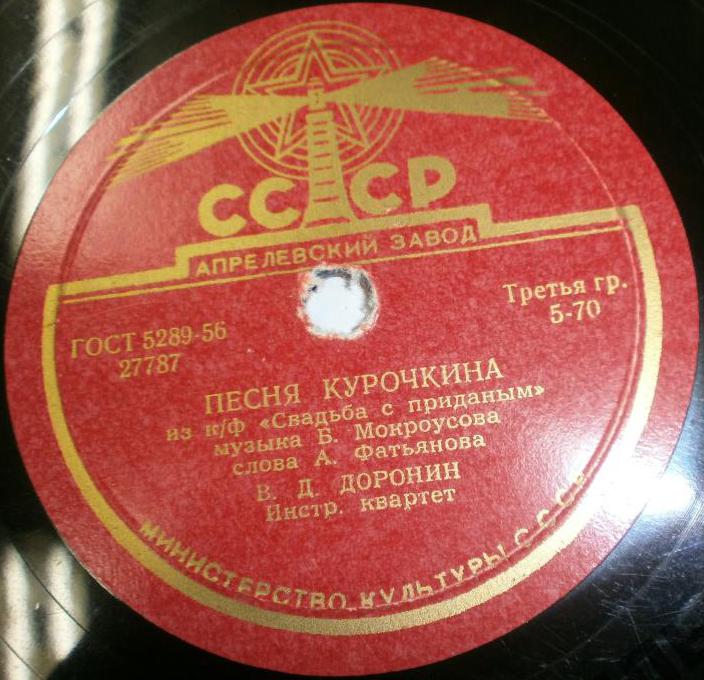 СССР
АПРЕЛЕВСКИЙ ЗАВОД
ГОСТ 5289-56
27787
Третья гр.
5-70
ПЕСНЯ КУРОЧКИНА
из к/ф «Свадьба с приданым»
музыка Б. Мокроусова
слова А. Фатьянова
В. Д. ДОРОНИН
Инстр. квартет
МИНИСТЕРСТВО КУЛЬТУРЫ СССР